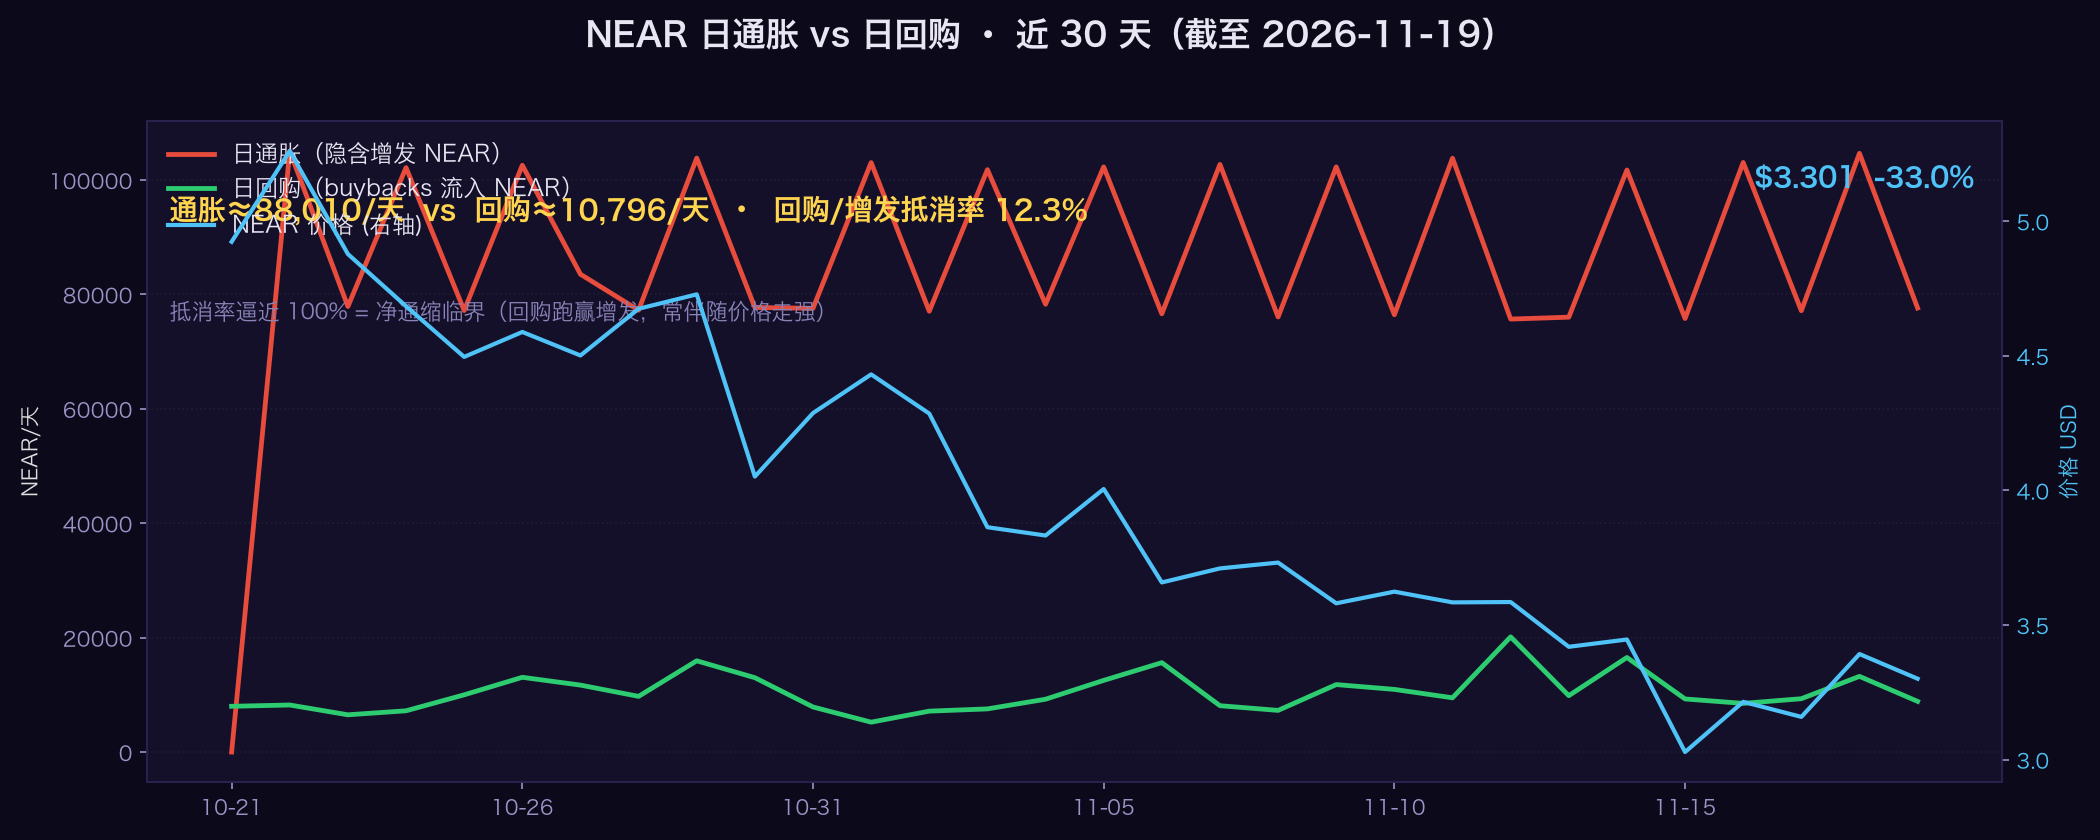 NEAR 日通胀 vs 日回购 · 近 30 天（截至 2026-11-19）
日通胀（隐含增发 NEAR）
日回购（buybacks 流入 NEAR）
NEAR 价格 (右轴)
通胀≈88,010/天 vs 回购≈10,796/天 · 回购/增发抵消率 12.3%
抵消率逼近 100% = 净通缩临界（回购跑赢增发，常伴随价格走强）
$3.301 -33.0%
NEAR/天
100000
80000
60000
40000
20000
0
价格 USD
5.0
4.5
4.0
3.5
3.0
10-21
10-26
10-31
11-05
11-10
11-15